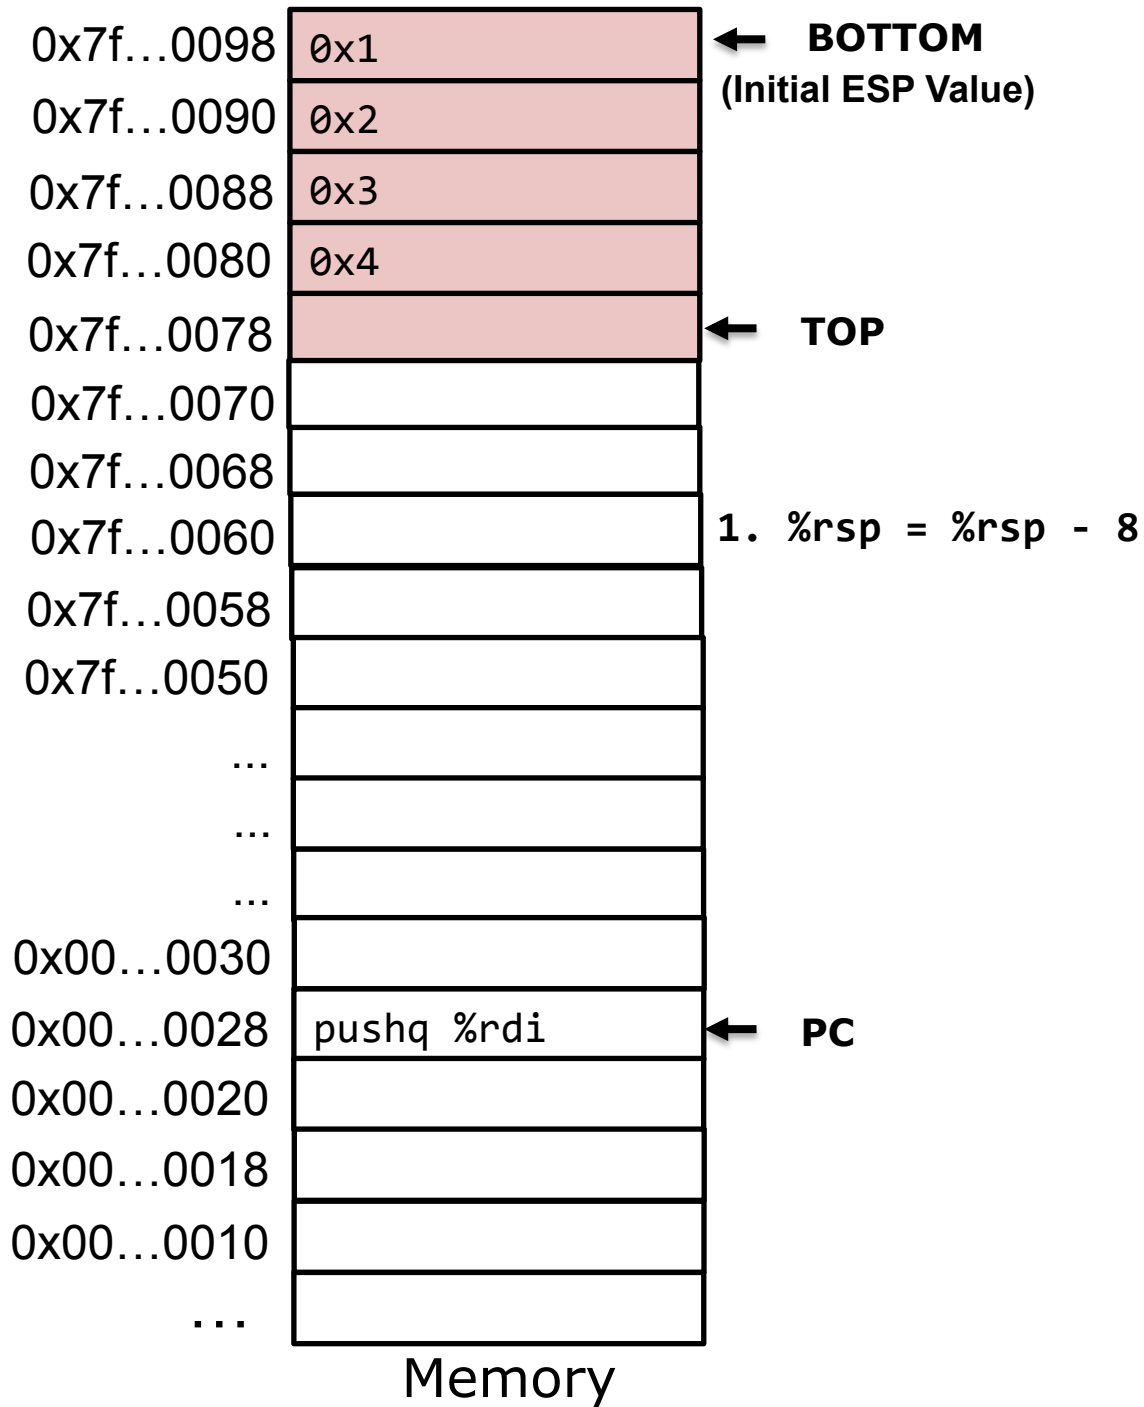 0x7f…0098 0x1 BOTTOM
(Initial ESP Value)
0x7f…0090 0x2
0x7f…0088 0x3
0x7f…0080 0x4
0x7f…0078 TOP
0x7f…0070
0x7f…0068
0x7f…0060 1. %rsp = %rsp - 8
0x7f…0058
0x7f…0050
...
...
...
0x00…0030
0x00…0028 pushq %rdi PC
0x00…0020
0x00…0018
0x00…0010
...
Memory